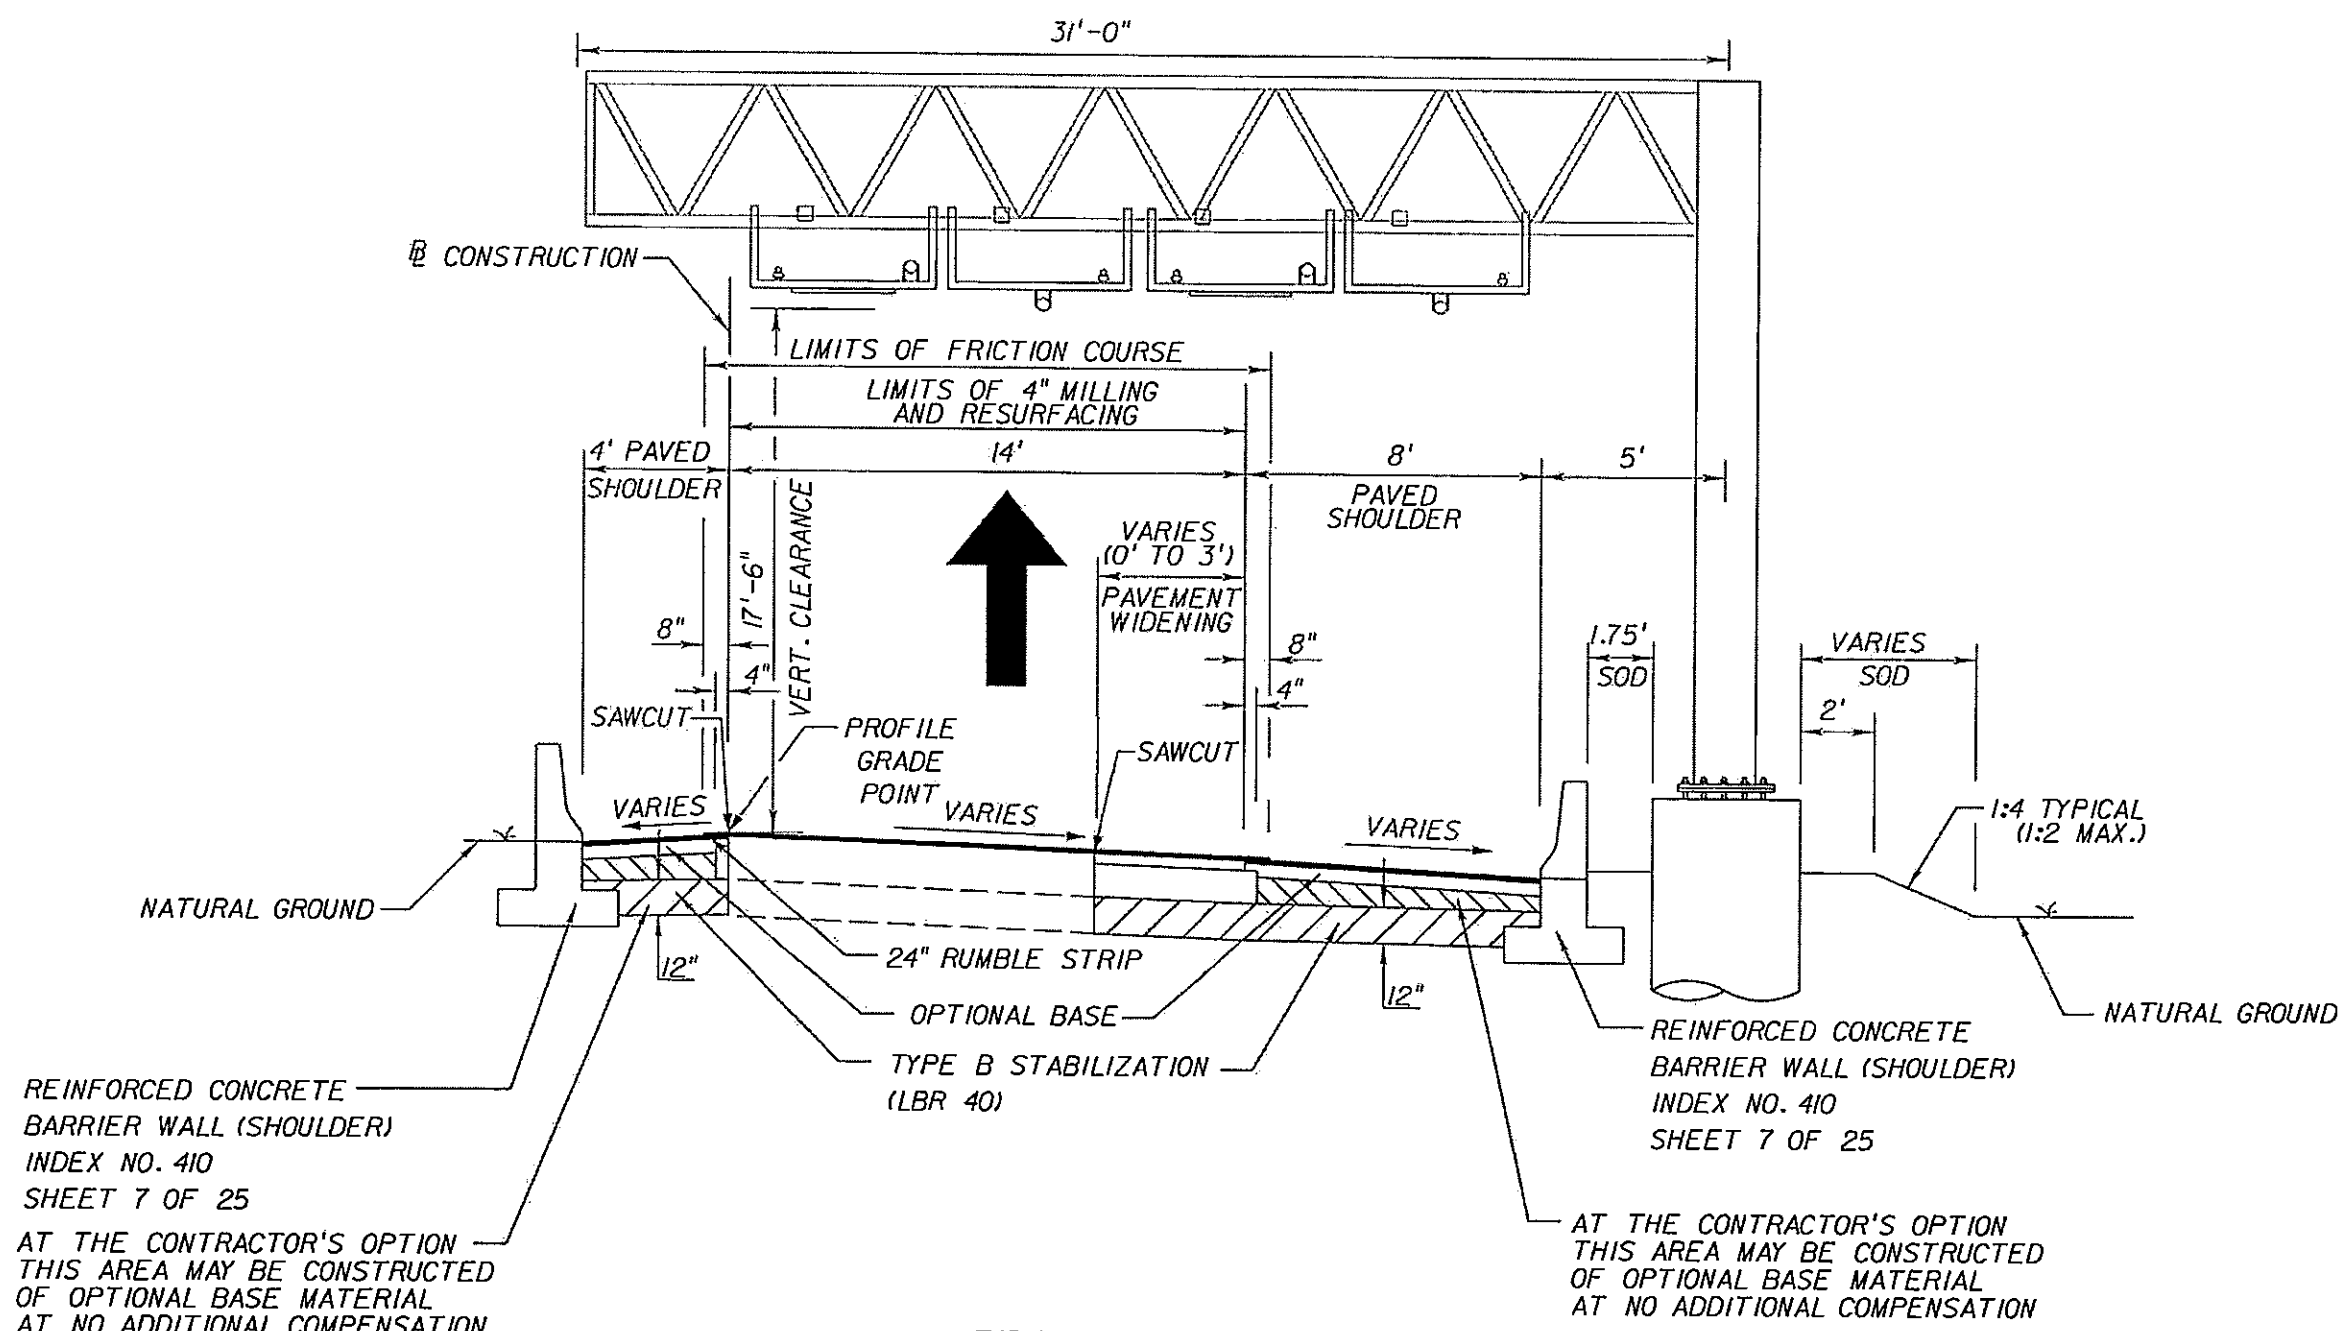 31'-0"
℄ CONSTRUCTION
LIMITS OF FRICTION COURSE
LIMITS OF 4" MILLING
AND RESURFACING
4' PAVED
SHOULDER
14'
8'
PAVED
SHOULDER
5'
17'-6"
VERT. CLEARANCE
VARIES
(0' TO 3')
PAVEMENT
WIDENING
8"
4"
8"
4"
1.75'
SOD
VARIES
SOD
2'
SAWCUT
PROFILE
GRADE
POINT
SAWCUT
VARIES
VARIES
VARIES
1:4 TYPICAL
(1:2 MAX.)
NATURAL GROUND
12"
24" RUMBLE STRIP
12"
OPTIONAL BASE
NATURAL GROUND
TYPE B STABILIZATION
(LBR 40)
REINFORCED CONCRETE
BARRIER WALL (SHOULDER)
INDEX NO. 410
SHEET 7 OF 25
REINFORCED CONCRETE
BARRIER WALL (SHOULDER)
INDEX NO. 410
SHEET 7 OF 25
AT THE CONTRACTOR'S OPTION
THIS AREA MAY BE CONSTRUCTED
OF OPTIONAL BASE MATERIAL
AT NO ADDITIONAL COMPENSATION
AT THE CONTRACTOR'S OPTION
THIS AREA MAY BE CONSTRUCTED
OF OPTIONAL BASE MATERIAL
AT NO ADDITIONAL COMPENSATION